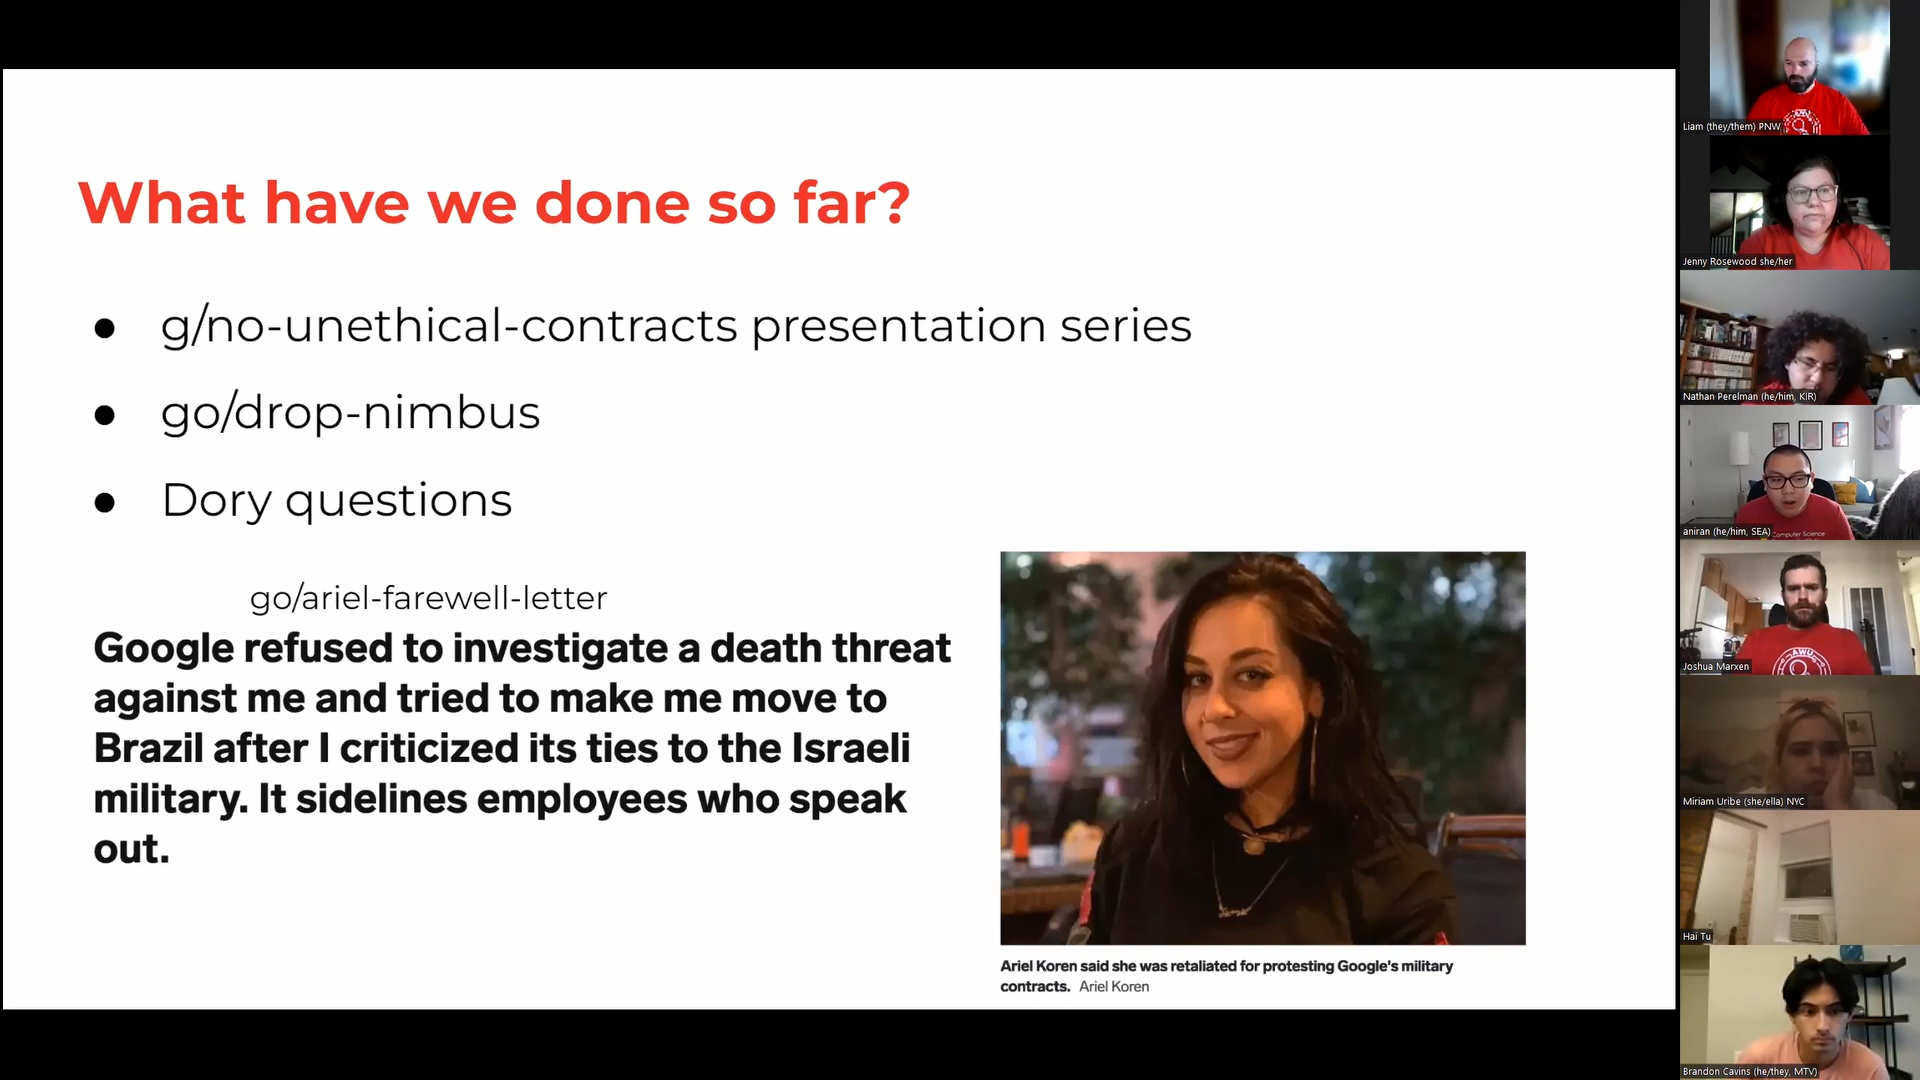 What have we done so far?
● g/no-unethical-contracts presentation series
● go/drop-nimbus
● Dory questions
go/ariel-farewell-letter
Google refused to investigate a death threat
against me and tried to make me move to
Brazil after I criticized its ties to the Israeli
military. It sidelines employees who speak
out.
Ariel Koren said she was retaliated for protesting Google's military
contracts. Ariel Koren
Liam (they/them) PNW
Jenny Rosewood she/her
Nathan Perelman (he/him, KIR)
Computer Science
aniran (he/him, SEA)
AWU
Joshua Marxen
Miriam Uribe (she/ella) NYC
Hai Tu
Brandon Cavins (he/they, MTV)